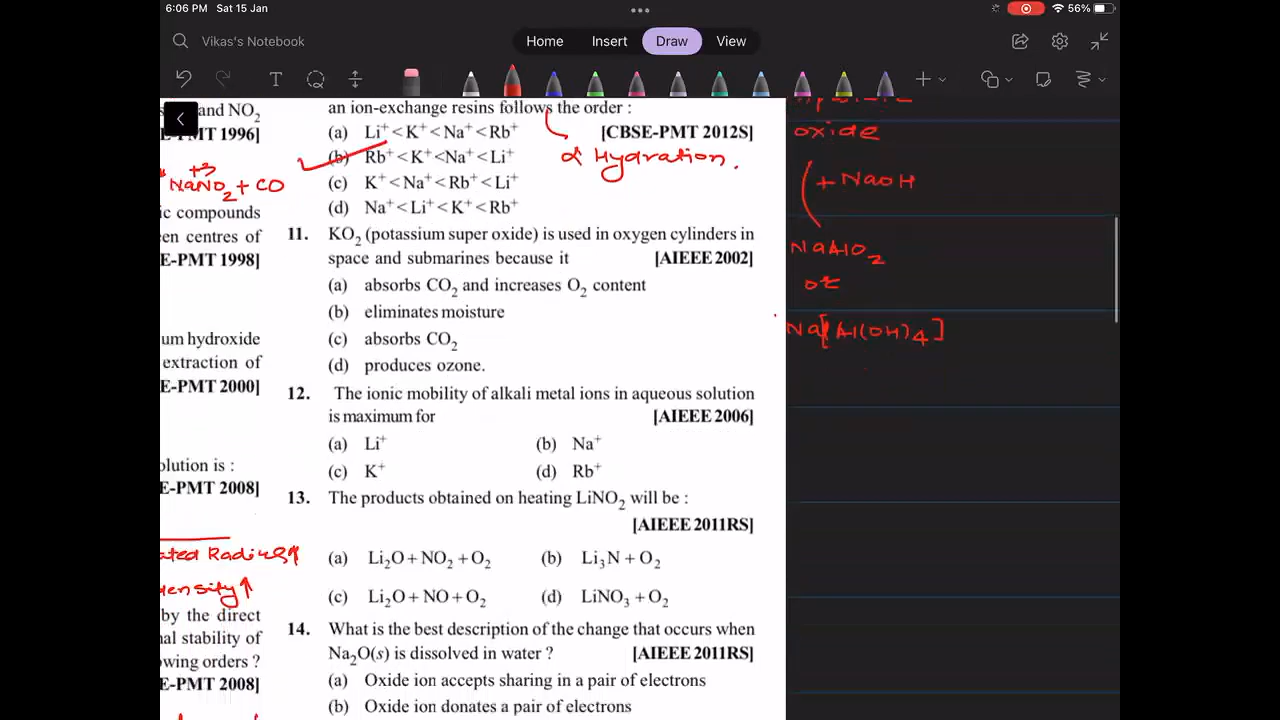 6:06 PM Sat 15 Jan
56%
Vikas's Notebook
Home Insert Draw View
and NO₂
E-PMT 1996]
+3
NaNO₂ + CO
ic compounds
en centres of
E-PMT 1998]
um hydroxide
extraction of
E-PMT 2000]
olution is :
E-PMT 2008]
ated Radius↑
density↑
by the direct
nal stability of
owing orders ?
E-PMT 2008]
an ion-exchange resins follows the order :
(a) Li⁺ < K⁺ < Na⁺ < Rb⁺ [CBSE-PMT 2012S]
(b) Rb⁺ < K⁺ < Na⁺ < Li⁺
α Hydration.
(c) K⁺ < Na⁺ < Rb⁺ < Li⁺
(d) Na⁺ < Li⁺ < K⁺ < Rb⁺
11. KO₂ (potassium super oxide) is used in oxygen cylinders in
space and submarines because it [AIEEE 2002]
(a) absorbs CO₂ and increases O₂ content
(b) eliminates moisture
(c) absorbs CO₂
(d) produces ozone.
12. The ionic mobility of alkali metal ions in aqueous solution
is maximum for [AIEEE 2006]
(a) Li⁺ (b) Na⁺
(c) K⁺ (d) Rb⁺
13. The products obtained on heating LiNO₂ will be :
[AIEEE 2011RS]
(a) Li₂O + NO₂ + O₂ (b) Li₃N + O₂
(c) Li₂O + NO + O₂ (d) LiNO₃ + O₂
14. What is the best description of the change that occurs when
Na₂O(s) is dissolved in water ? [AIEEE 2011RS]
(a) Oxide ion accepts sharing in a pair of electrons
(b) Oxide ion donates a pair of electrons
oxide
+ NaOH
NaAlO₂
or
Na[Al(OH)₄]